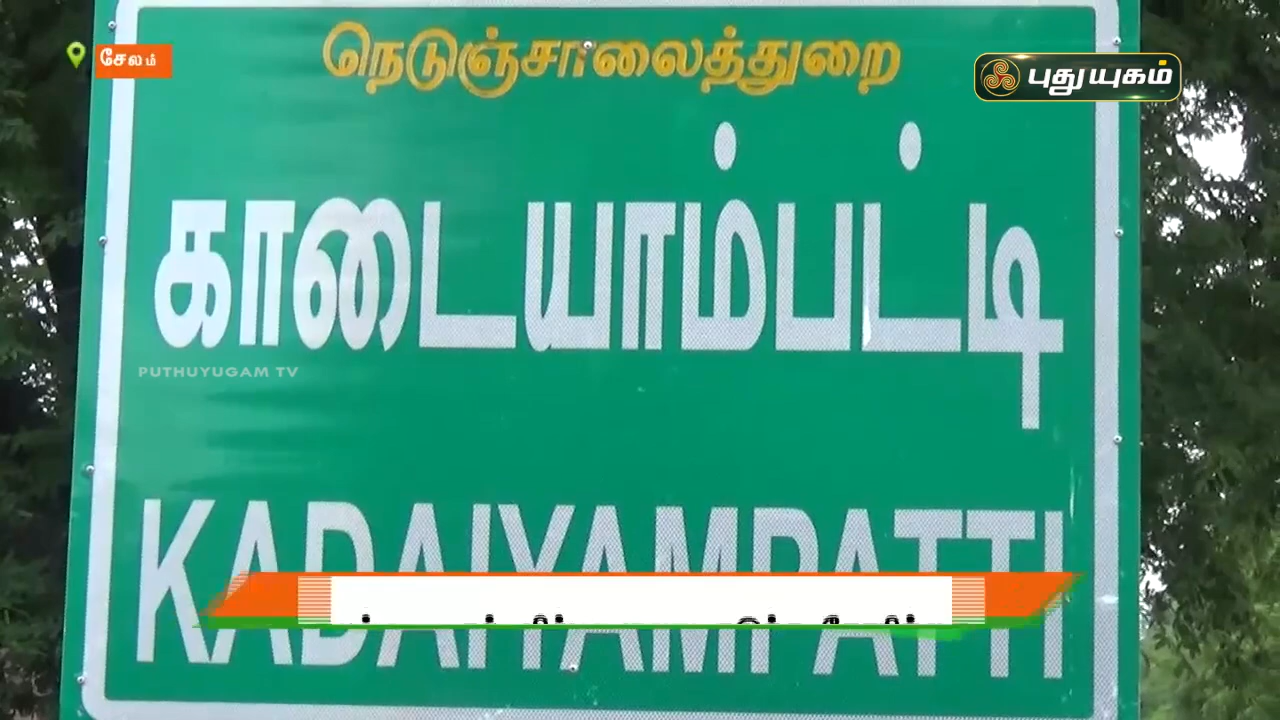 நெடுஞ்சாலைத்துறை
சேலம்
புதுயுகம்
காடையாம்பட்டி
PUTHUYUGAM TV
KADAIYAMPATTI